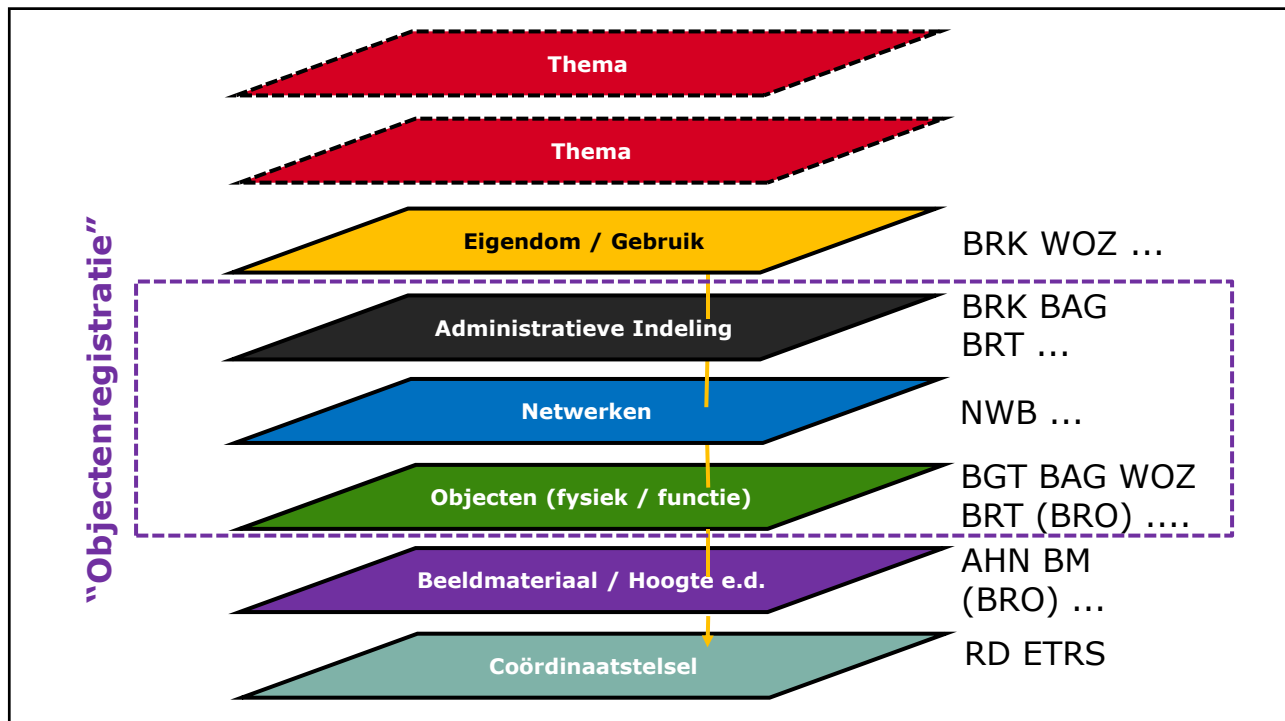 Thema
Thema
Eigendom / Gebruik
BRK WOZ ...
"Objectenregistratie"
Administratieve Indeling
BRK BAG
BRT ...
Netwerken
NWB ...
Objecten (fysiek / functie)
BGT BAG WOZ
BRT (BRO) ....
Beeldmateriaal / Hoogte e.d.
AHN BM
(BRO) ...
Coördinaatstelsel
RD ETRS